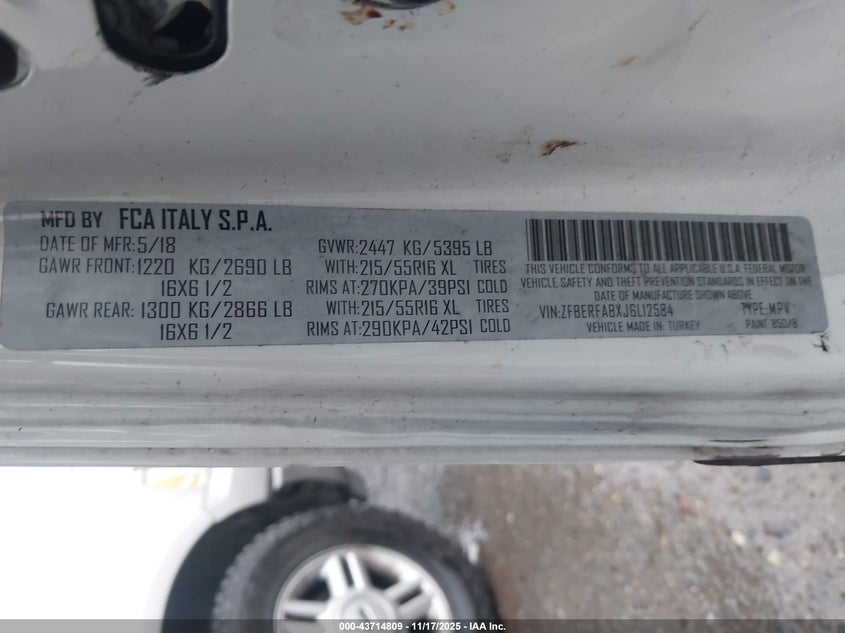 MFD BY FCA ITALY S.P.A.
DATE OF MFR:5/18 GVWR:2447 KG/5395 LB
GAWR FRONT:1220 KG/2690 LB WITH:215/55R16 XL TIRES
16X6 1/2 RIMS AT:270KPA/39PSI COLD
GAWR REAR: 1300 KG/2866 LB WITH:215/55R16 XL TIRES
16X6 1/2 RIMS AT:290KPA/42PSI COLD
THIS VEHICLE CONFORMS TO ALL APPLICABLE U.S.A. FEDERAL MOTOR
VEHICLE SAFETY AND THEFT PREVENTION STANDARDS IN EFFECT ON THE
DATE OF MANUFACTURE SHOWN ABOVE
VIN:ZFBERFABXJ6L12584 TYPE:MPV
VEHICLE MADE IN: TURKEY PAINT: 850/B
000-43714809 — 11/17/2025 — IAA Inc.